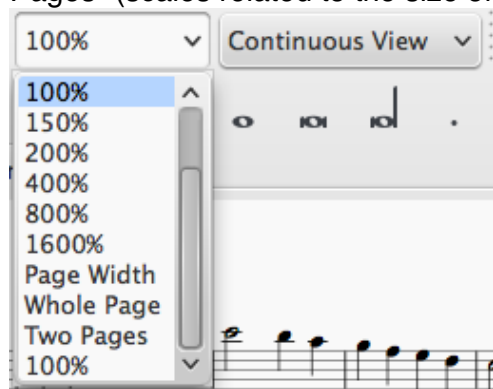 Pages" (scales related to the size of
100% Continuous View
100%
150%
200%
400%
800%
1600%
Page Width
Whole Page
Two Pages
100%